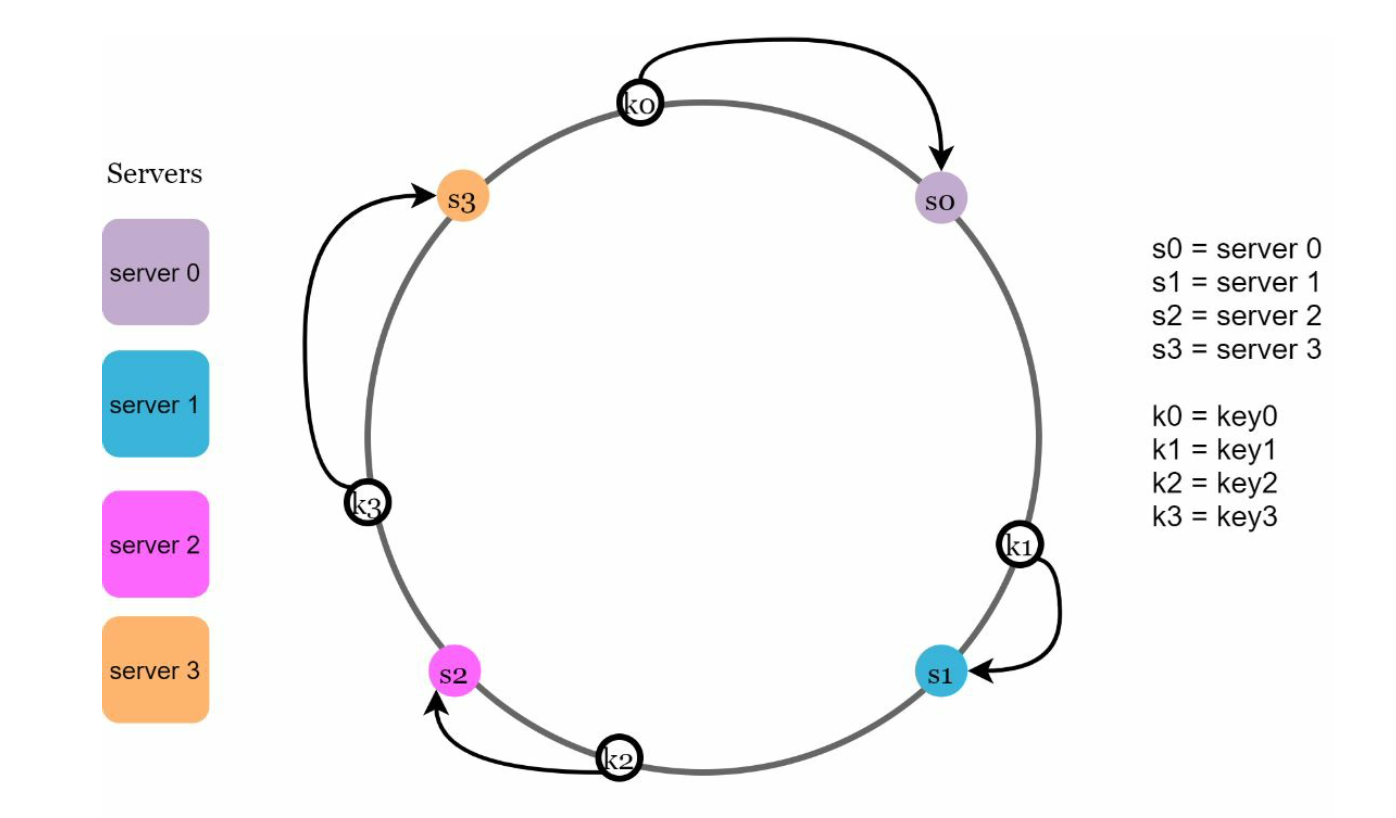 Servers
server 0
server 1
server 2
server 3
k0
s0
k1
s1
k2
s2
k3
s3
s0 = server 0
s1 = server 1
s2 = server 2
s3 = server 3
k0 = key0
k1 = key1
k2 = key2
k3 = key3